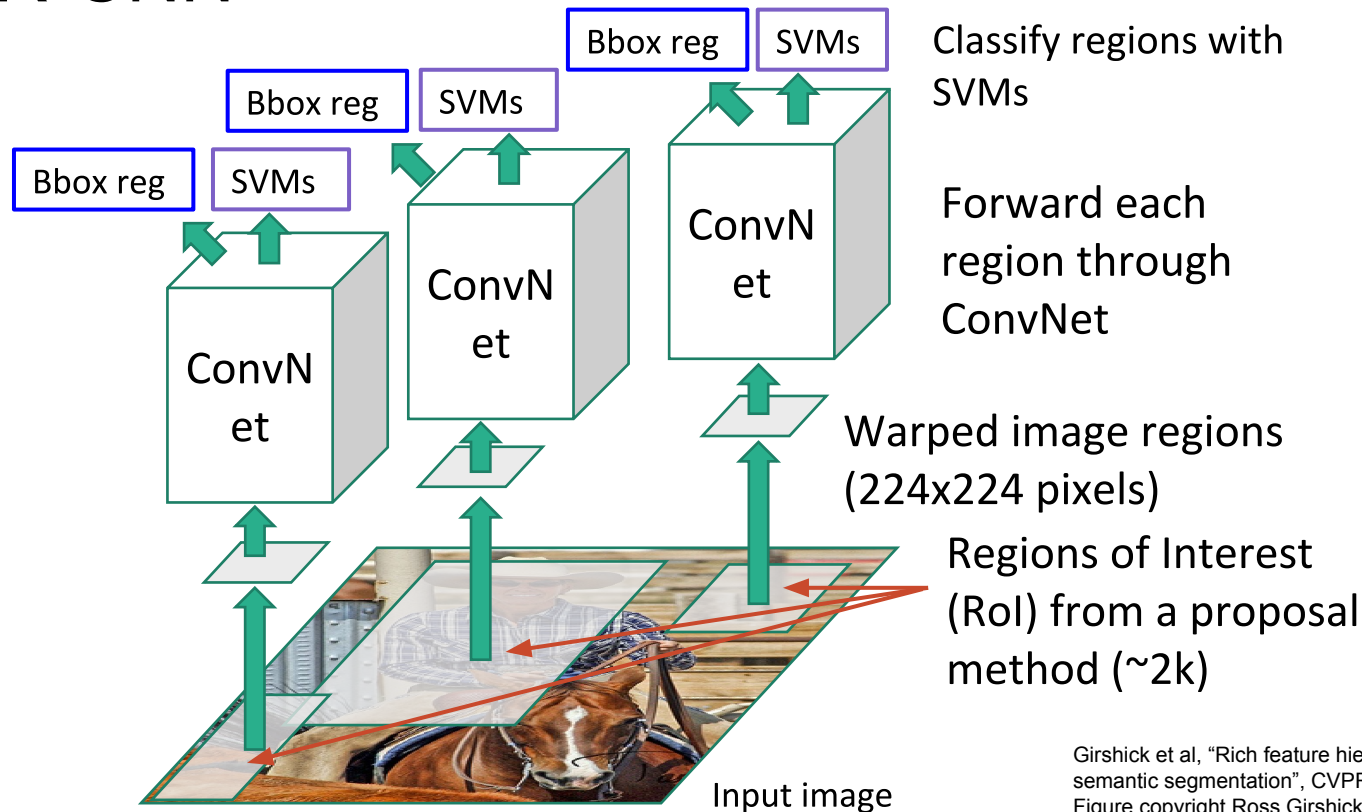 Bbox reg
SVMs
Classify regions with
SVMs
Bbox reg
SVMs
Bbox reg
SVMs
Forward each
region through
ConvNet
ConvN
et
ConvN
et
ConvN
et
Warped image regions
(224x224 pixels)
Regions of Interest
(RoI) from a proposal
method (~2k)
Input image
Girshick et al, “Rich feature
semantic segmentation”,
Figure copyright Ross Girshick